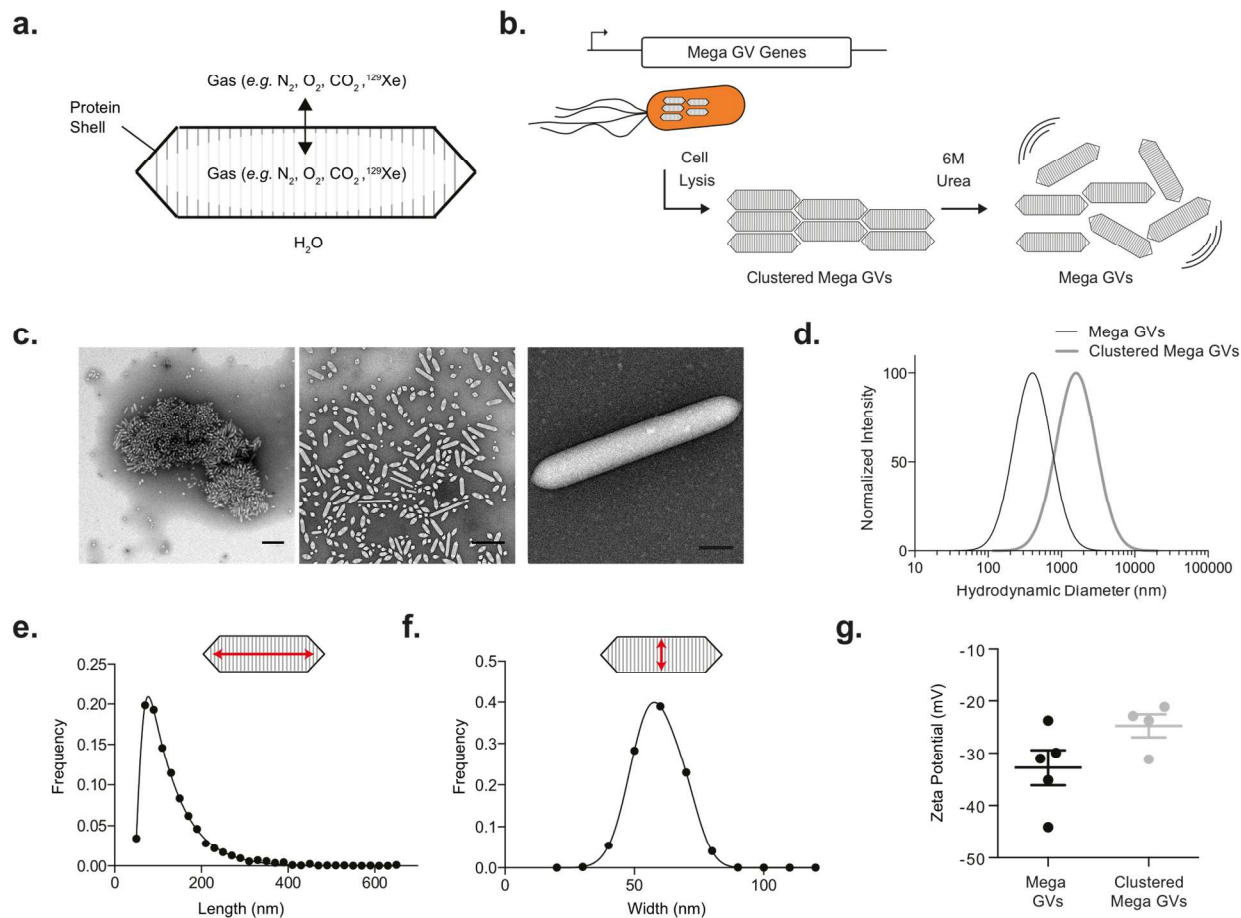 a.
Gas (e.g. N2, O2, CO2, 129Xe)
Protein
Shell
Gas (e.g. N2, O2, CO2, 129Xe)
H2O
b.
Mega GV Genes
Cell
Lysis
6M
Urea
Clustered Mega GVs
Mega GVs
c.
d.
Mega GVs
Clustered Mega GVs
Normalized Intensity
100
50
0
10 100 1000 10000 100000
Hydrodynamic Diameter (nm)
e.
Frequency
0.25
0.20
0.15
0.10
0.05
0.00
0 200 400 600
Length (nm)
f.
Frequency
0.5
0.4
0.3
0.2
0.1
0.0
0 50 100
Width (nm)
g.
Zeta Potential (mV)
-10
-20
-30
-40
-50
Mega
GVs
Clustered
Mega GVs